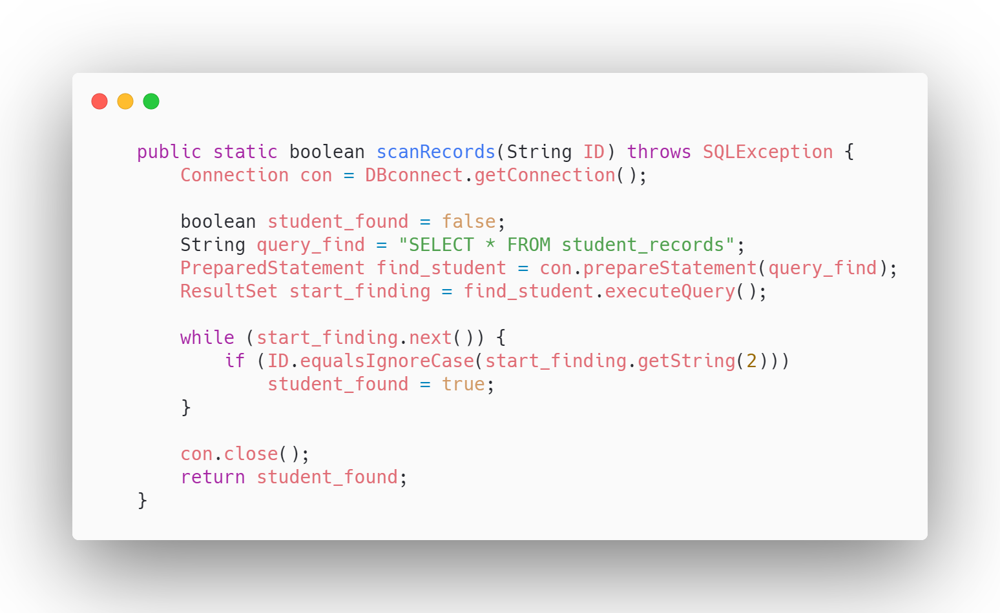 public static boolean scanRecords(String ID) throws SQLException {
    Connection con = DBconnect.getConnection();

    boolean student_found = false;
    String query_find = "SELECT * FROM student_records";
    PreparedStatement find_student = con.prepareStatement(query_find);
    ResultSet start_finding = find_student.executeQuery();

    while (start_finding.next()) {
        if (ID.equalsIgnoreCase(start_finding.getString(2)))
            student_found = true;
    }

    con.close();
    return student_found;
}